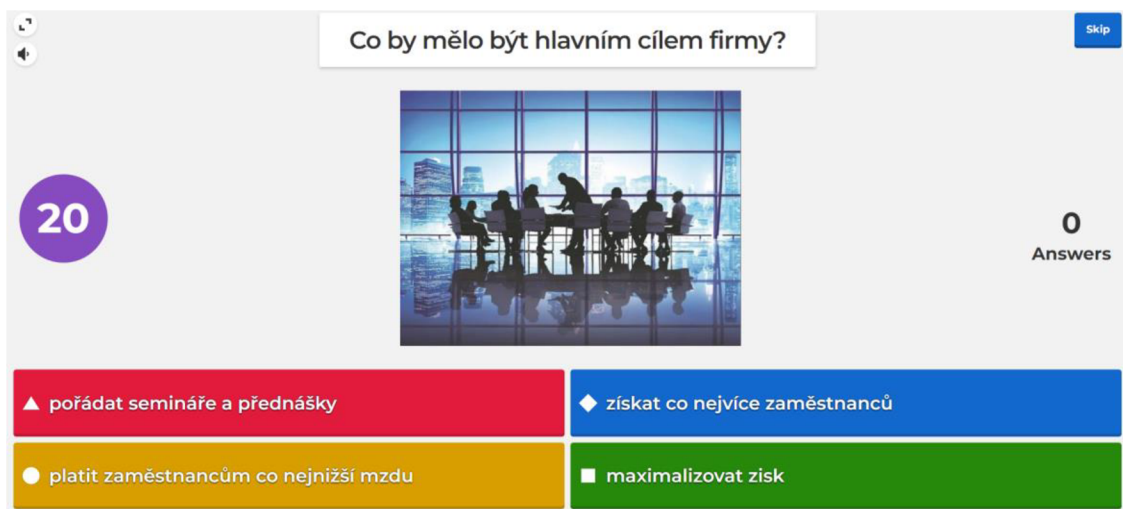 Co by mělo být hlavním cílem firmy?
Skip
20
0
Answers
pořádat semináře a přednášky
získat co nejvíce zaměstnanců
platit zaměstnancům co nejnižší mzdu
maximalizovat zisk